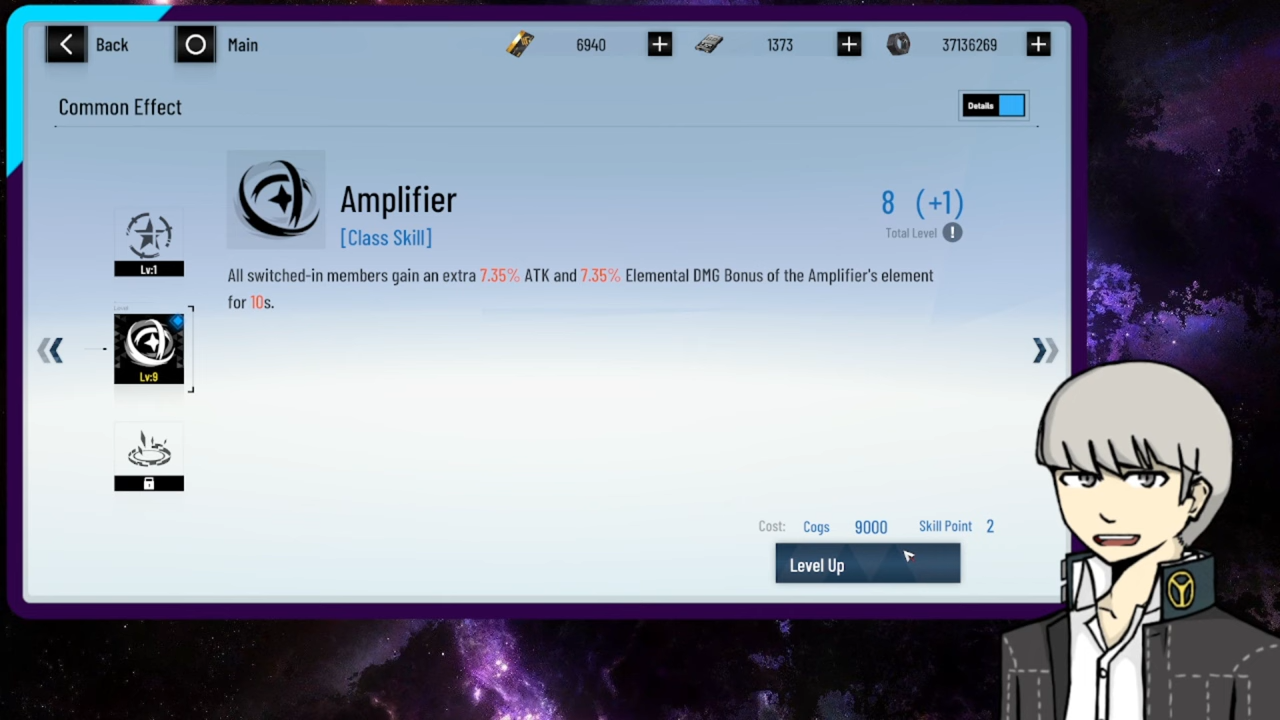 Back
Main
6940
1373
37136269
Common Effect
Details
Amplifier
[Class Skill]
8 (+1)
Total Level
All switched-in members gain an extra 7.35% ATK and 7.35% Elemental DMG Bonus of the Amplifier's element
for 10s.
Lv:1
Lv:9
Cost: Cogs 9000 Skill Point 2
Level Up